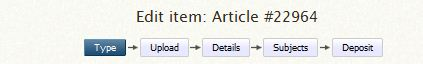 Edit item: Article #22964
Type Upload Details Subjects Deposit